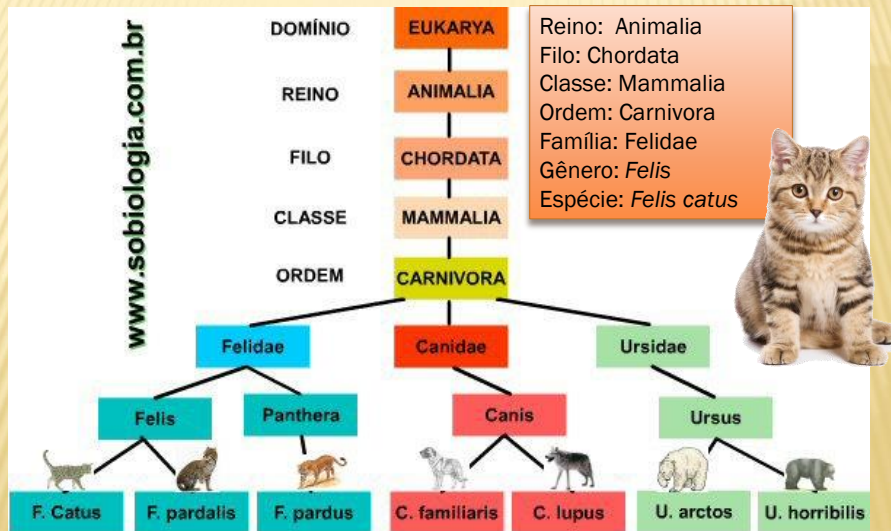 www.sobiologia.com.br
DOMÍNIO
EUKARYA
REINO
ANIMALIA
FILO
CHORDATA
CLASSE
MAMMALIA
ORDEM
CARNIVORA
Reino: Animalia
Filo: Chordata
Classe: Mammalia
Ordem: Carnivora
Família: Felidae
Gênero: Felis
Espécie: Felis catus
Felidae
Canidae
Ursidae
Felis
Panthera
Canis
Ursus
F. Catus
F. pardalis
F. pardus
C. familiaris
C. lupus
U. arctos
U. horribilis